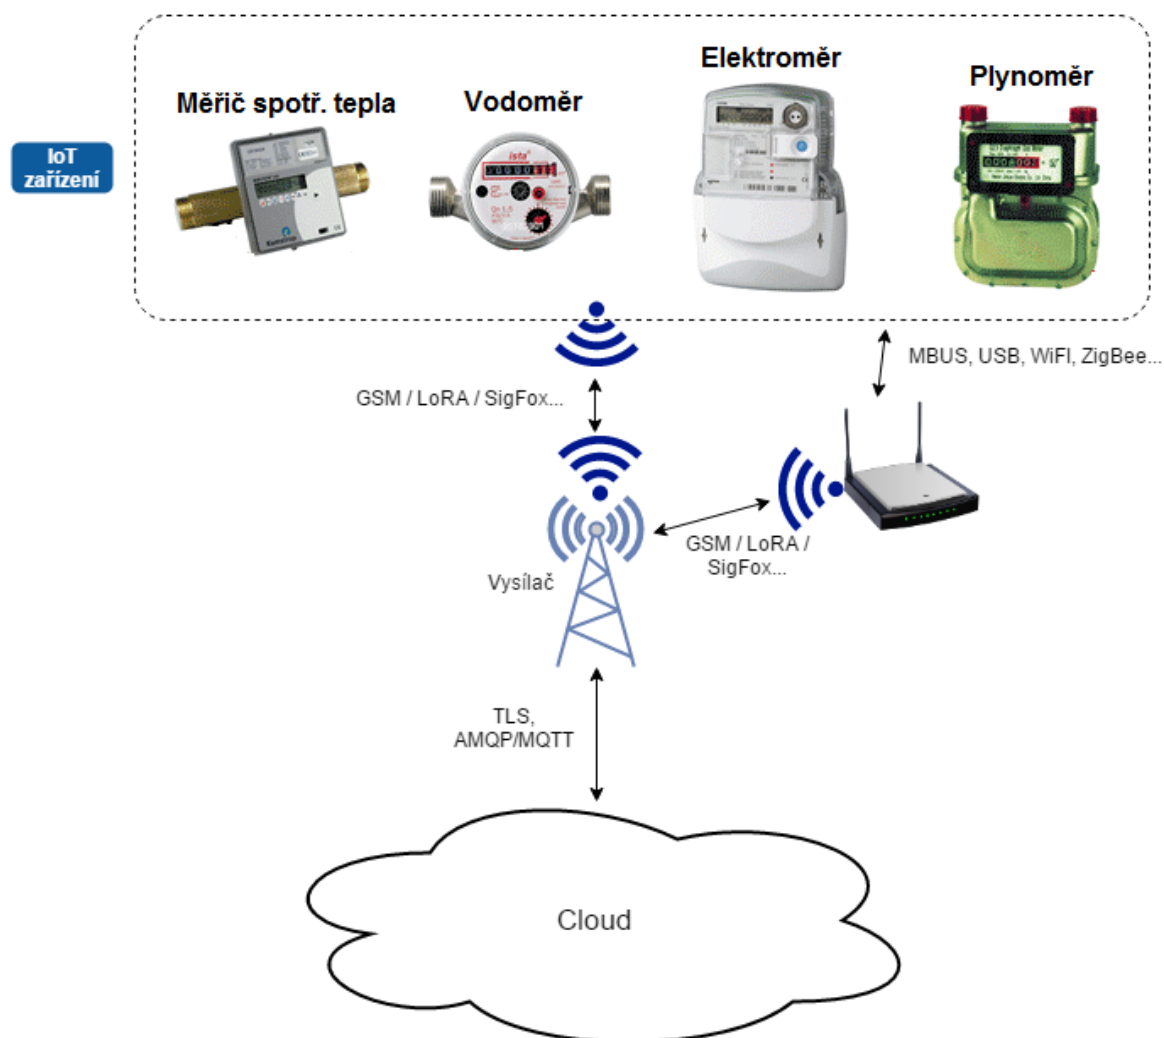 Elektroměr
Plynoměr
Měřič spotř. tepla
Vodoměr
IoT
zařízení
ista
MBUS, USB, WiFI, ZigBee...
GSM / LoRA / SigFox...
GSM / LoRA /
SigFox...
Vysílač
TLS,
AMQP/MQTT
Cloud